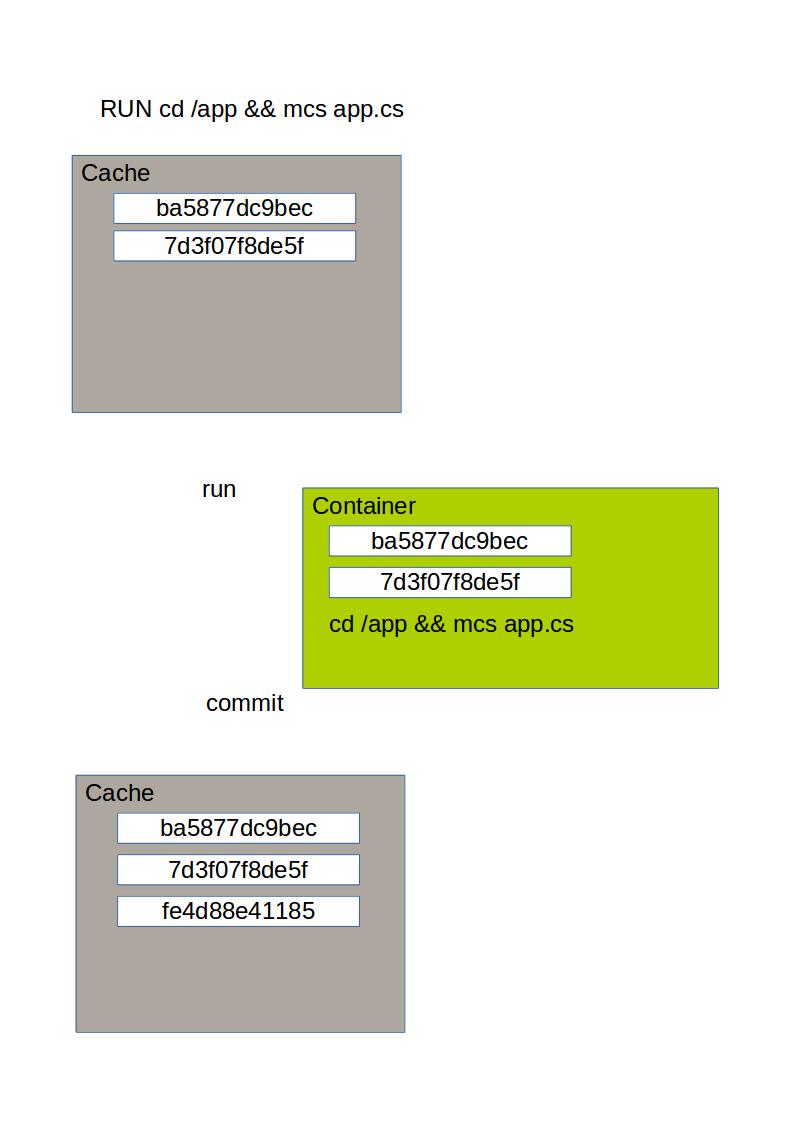 RUN cd /app && mcs app.cs
Cache
ba5877dc9bec
7d3f07f8de5f
run
Container
ba5877dc9bec
7d3f07f8de5f
cd /app && mcs app.cs
commit
Cache
ba5877dc9bec
7d3f07f8de5f
fe4d88e41185